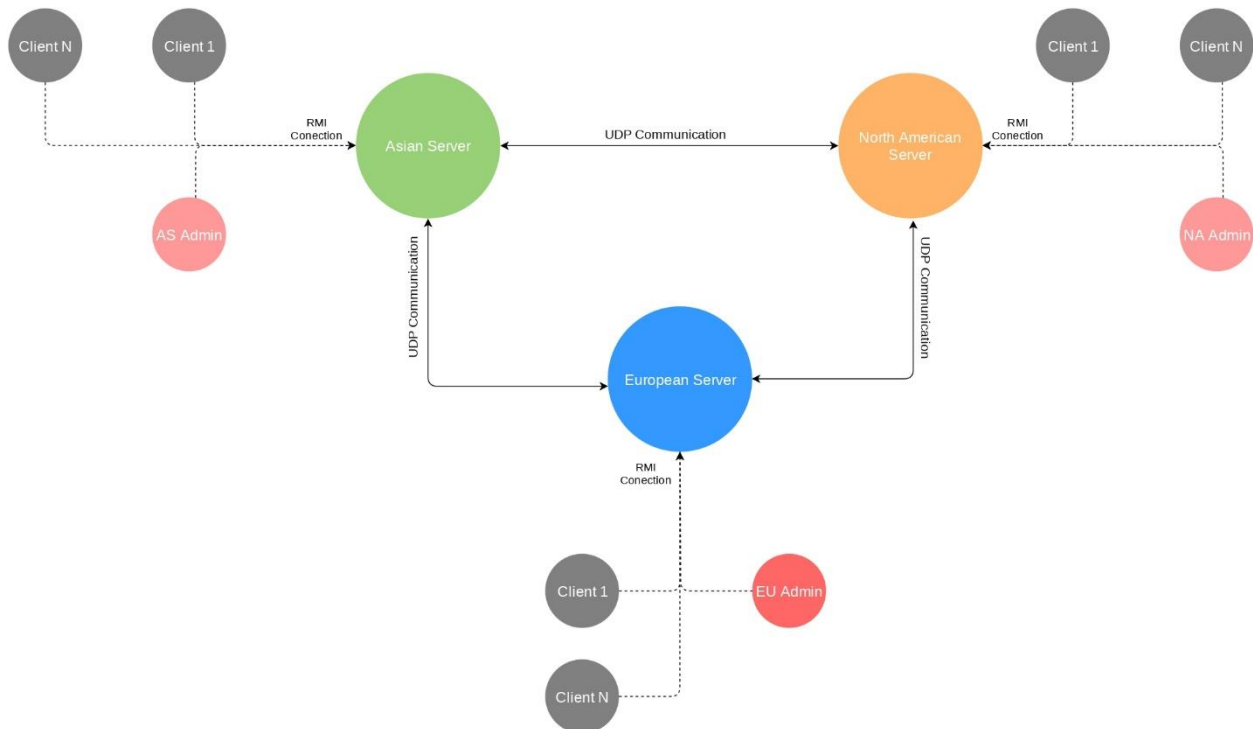 Client N
Client 1
Client 1
Client N
RMI
Conection
Asian Server
UDP Communication
North American
Server
RMI
Conection
AS Admin
NA Admin
UDP Communication
UDP Communication
European Server
RMI
Conection
Client 1
EU Admin
Client N